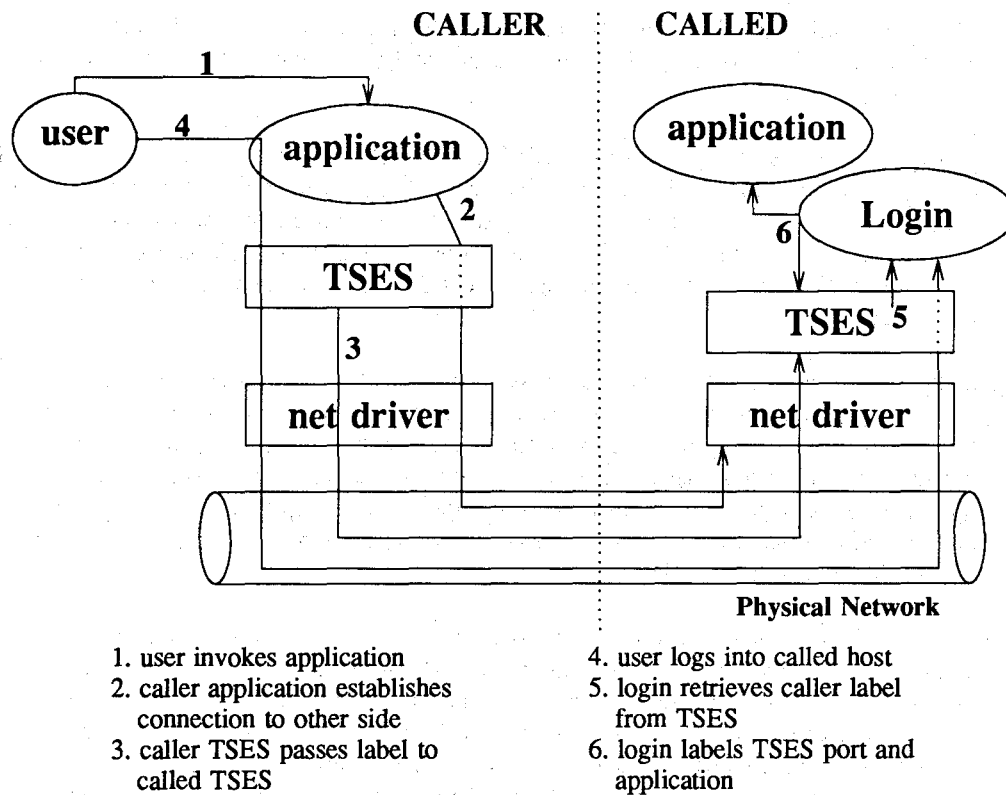 CALLER
CALLED
1
user
4
application
application
2
6
Login
TSES
TSES 5
3
net driver
net driver
Physical Network
1. user invokes application
2. caller application establishes
connection to other side
3. caller TSES passes label to
called TSES
4. user logs into called host
5. login retrieves caller label
from TSES
6. login labels TSES port and
application